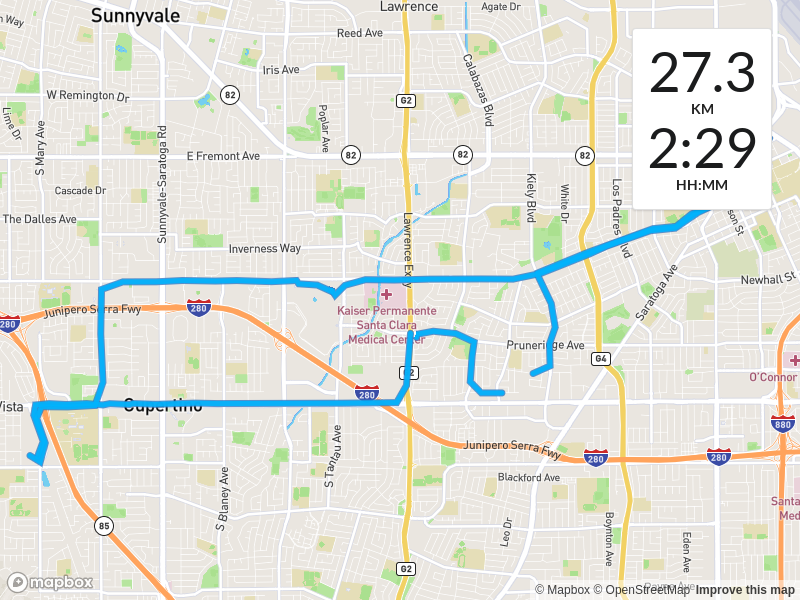 Lawrence
Agate Dr
Sunnyvale
Reed Ave
Iris Ave
W Remington Dr
82
G2
Calabazas Blvd
Poplar Ave
27.3
KM
2:29
HH:MM
Lime Dr
S Mary Ave
Sunnyvale-Saratoga Rd
E Fremont Ave
82
82
82
Cascade Dr
Kiely Blvd
White Dr
Los Padres Blvd
The Dalles Ave
Inverness Way
Lawrence Expy
Saratoga Ave
Newhall St
280
Junipero Serra Fwy
280
Kaiser Permanente
Santa Clara
Medical Center
Pruneridge Ave
G4
O'Connor
280
880
Vista
S Tantau Ave
Junipero Serra Fwy
280
280
S Blaney Ave
Blackford Ave
85
Leo Dr
Boynton Ave
Eden Ave
Santa
Med
G2
mapbox
© Mapbox © OpenStreetMap Improve this map